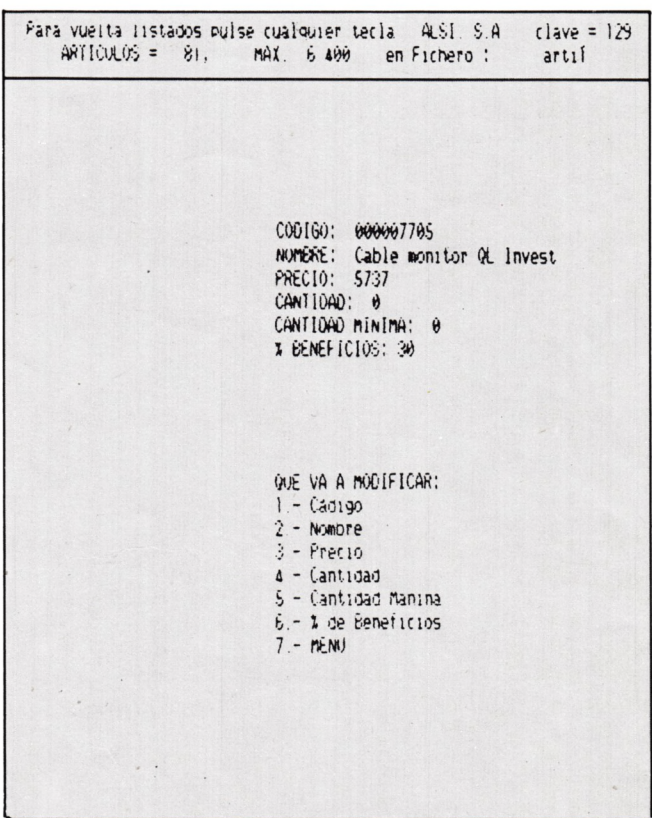 Para vuelta listados pulse cualquier tecla ALSI. S.A clave = 129
ARTICULOS = 81, MAX. 6.400 en Fichero : artif
CODIGO: 000007705
NOMBRE: Cable monitor QL Invest
PRECIO: 5737
CANTIDAD: 0
CANTIDAD MINIMA: 0
% BENEFICIOS: 30
QUE VA A MODIFICAR:
1.- Cádigo
2 - Nombre
3 - Precio
4 - Cantidad
5 - Cantidad Manina
6.- % de Beneficios
7.- MENU